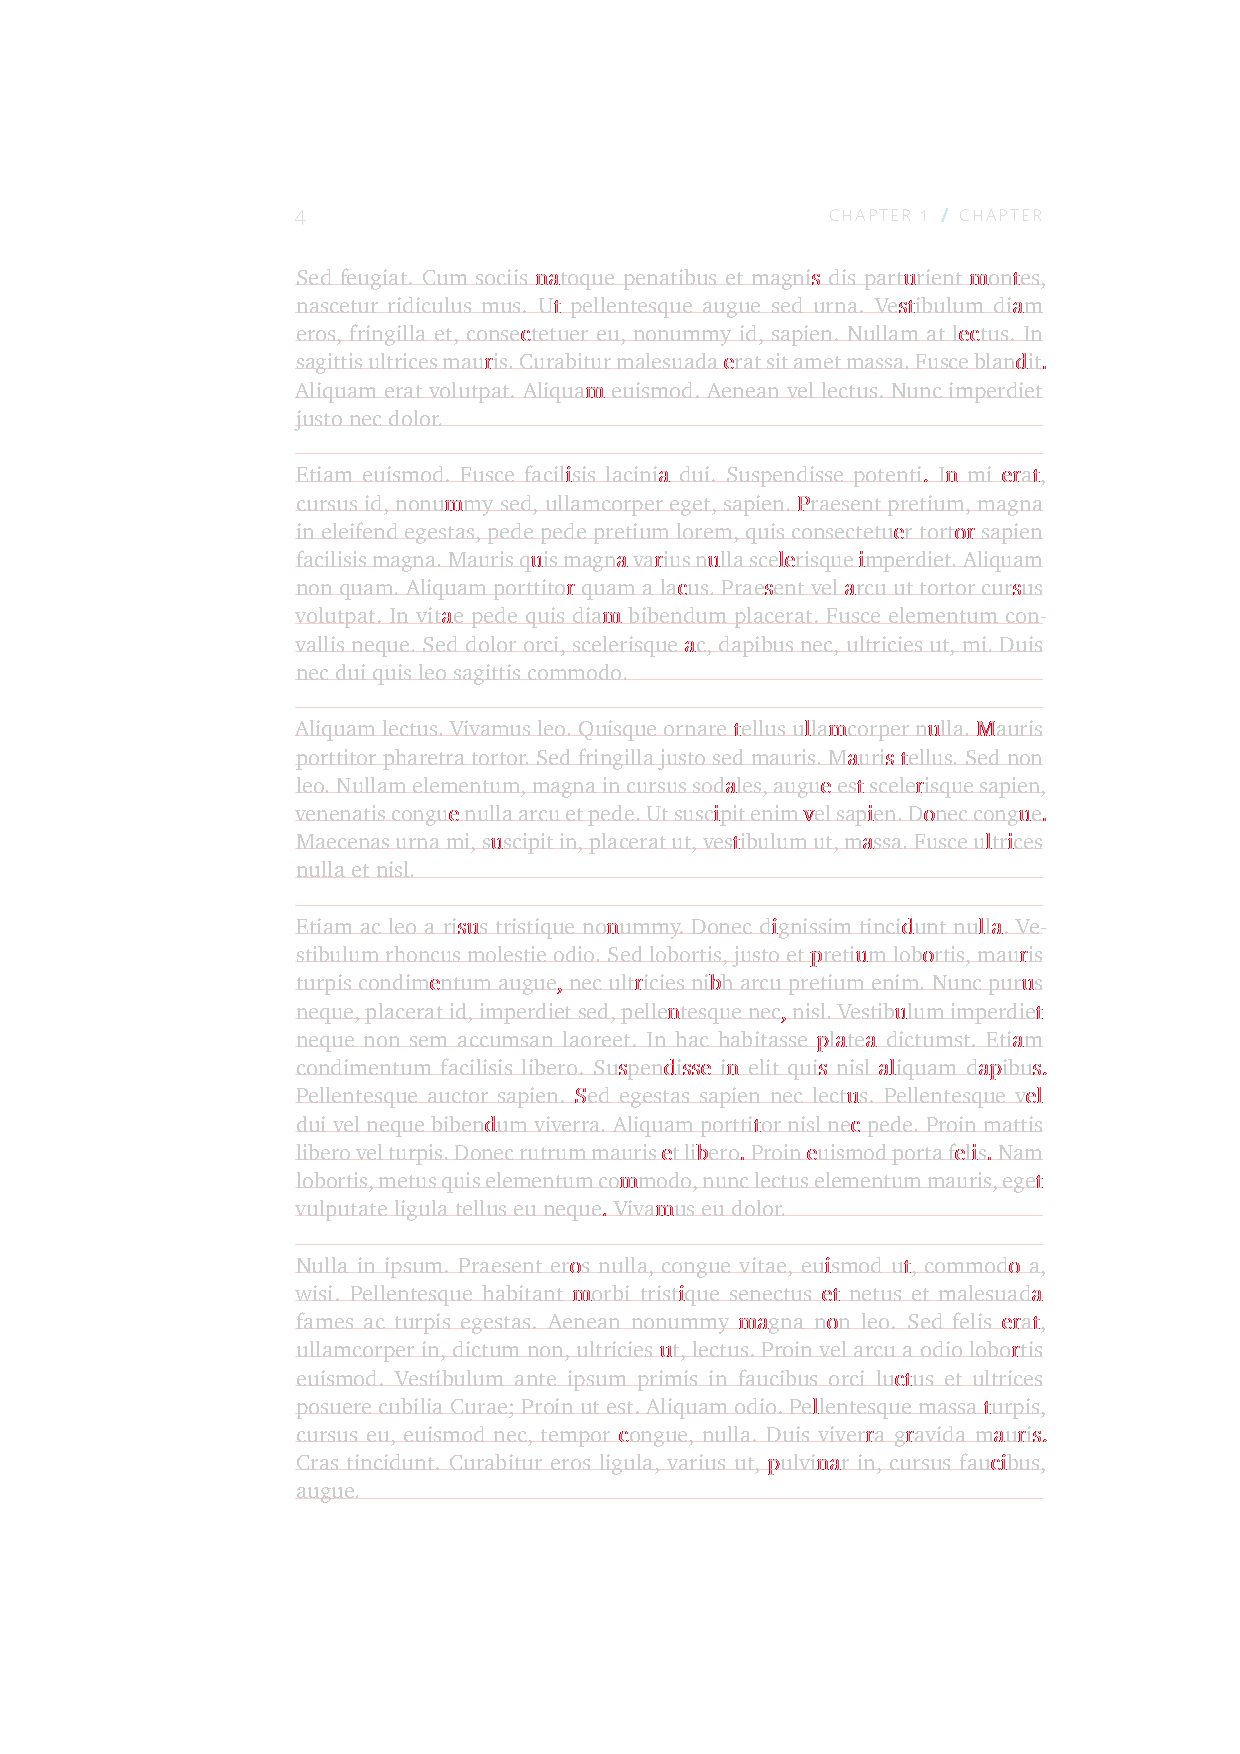 4 CHAPTER 1 / CHAPTER
Sed feugiat. Cum sociis natoque penatibus et magnis dis parturient montes,
nascetur ridiculus mus. Ut pellentesque augue sed urna. Vestibulum diam
eros, fringilla et, consectetuer eu, nonummy id, sapien. Nullam at lectus. In
sagittis ultrices mauris. Curabitur malesuada erat sit amet massa. Fusce blandit.
Aliquam erat volutpat. Aliquam euismod. Aenean vel lectus. Nunc imperdiet
justo nec dolor.
Etiam euismod. Fusce facilisis lacinia dui. Suspendisse potenti. In mi erat,
cursus id, nonummy sed, ullamcorper eget, sapien. Praesent pretium, magna
in eleifend egestas, pede pede pretium lorem, quis consectetuer tortor sapien
facilisis magna. Mauris quis magna varius nulla scelerisque imperdiet. Aliquam
non quam. Aliquam porttitor quam a lacus. Praesent vel arcu ut tortor cursus
volutpat. In vitae pede quis diam bibendum placerat. Fusce elementum con-
vallis neque. Sed dolor orci, scelerisque ac, dapibus nec, ultricies ut, mi. Duis
nec dui quis leo sagittis commodo.
Aliquam lectus. Vivamus leo. Quisque ornare tellus ullamcorper nulla. Mauris
porttitor pharetra tortor. Sed fringilla justo sed mauris. Mauris tellus. Sed non
leo. Nullam elementum, magna in cursus sodales, augue est scelerisque sapien,
venenatis congue nulla arcu et pede. Ut suscipit enim vel sapien. Donec congue.
Maecenas urna mi, suscipit in, placerat ut, vestibulum ut, massa. Fusce ultrices
nulla et nisl.
Etiam ac leo a risus tristique nonummy. Donec dignissim tincidunt nulla. Ve-
stibulum rhoncus molestie odio. Sed lobortis, justo et pretium lobortis, mauris
turpis condimentum augue, nec ultricies nibh arcu pretium enim. Nunc purus
neque, placerat id, imperdiet sed, pellentesque nec, nisl. Vestibulum imperdiet
neque non sem accumsan laoreet. In hac habitasse platea dictumst. Etiam
condimentum facilisis libero. Suspendisse in elit quis nisl aliquam dapibus.
Pellentesque auctor sapien. Sed egestas sapien nec lectus. Pellentesque vel
dui vel neque bibendum viverra. Aliquam porttitor nisl nec pede. Proin mattis
libero vel turpis. Donec rutrum mauris et libero. Proin euismod porta felis. Nam
lobortis, metus quis elementum commodo, nunc lectus elementum mauris, eget
vulputate ligula tellus eu neque. Vivamus eu dolor.
Nulla in ipsum. Praesent eros nulla, congue vitae, euismod ut, commodo a,
wisi. Pellentesque habitant morbi tristique senectus et netus et malesuada
fames ac turpis egestas. Aenean nonummy magna non leo. Sed felis erat,
ullamcorper in, dictum non, ultricies ut, lectus. Proin vel arcu a odio lobortis
euismod. Vestibulum ante ipsum primis in faucibus orci luctus et ultrices
posuere cubilia Curae; Proin ut est. Aliquam odio. Pellentesque massa turpis,
cursus eu, euismod nec, tempor congue, nulla. Duis viverra gravida mauris.
Cras tincidunt. Curabitur eros ligula, varius ut, pulvinar in, cursus faucibus,
augue.